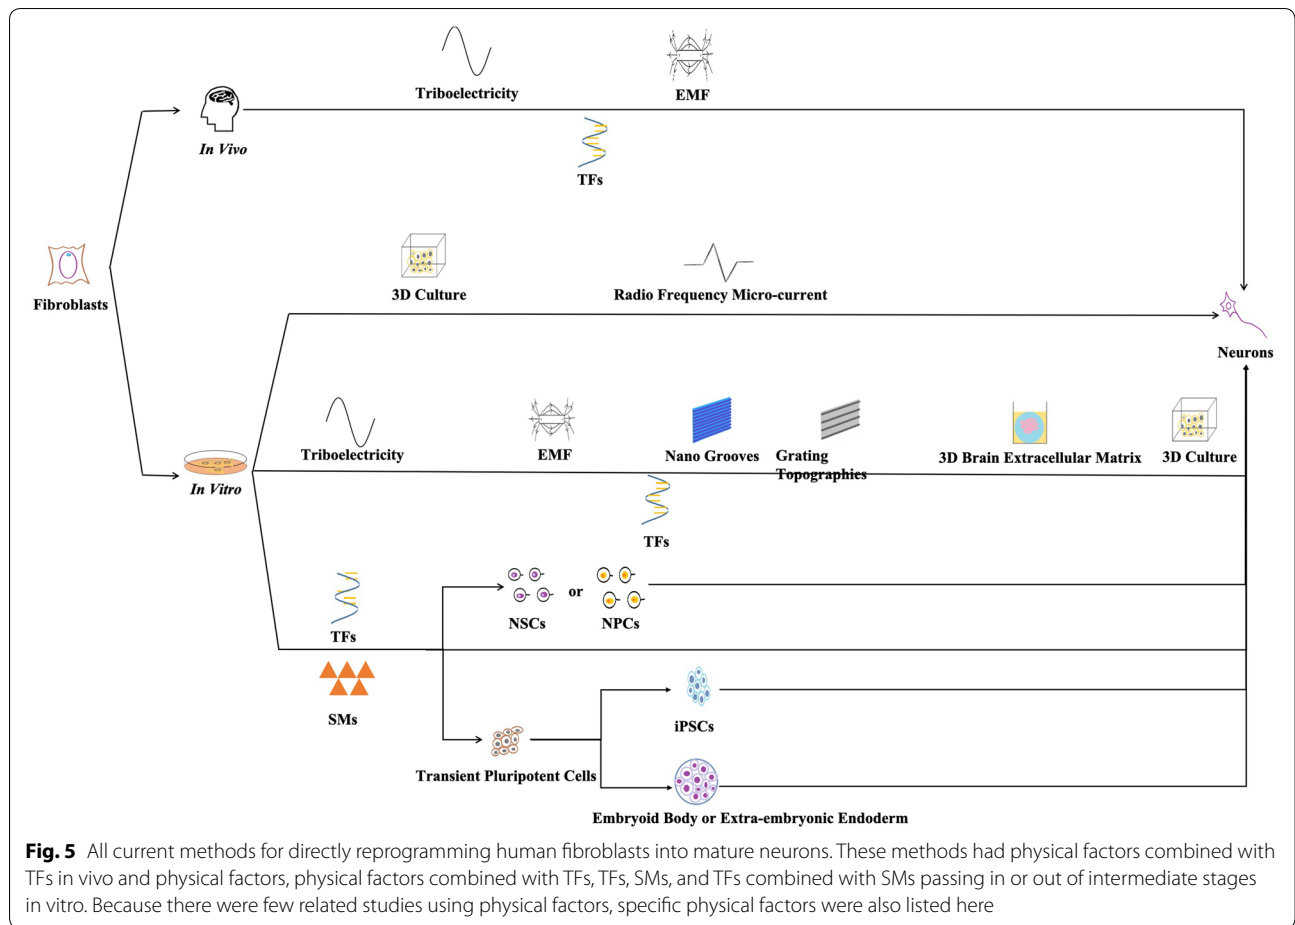 Triboelectricity
EMF
In Vivo
TFs
3D Culture
Radio Frequency Micro-current
Fibroblasts
Neurons
Triboelectricity
EMF
Nano Grooves
Grating
Topographies
3D Brain Extracellular Matrix
3D Culture
In Vitro
TFs
or
NSCs
NPCs
TFs
SMs
iPSCs
Transient Pluripotent Cells
Embryoid Body or Extra-embryonic Endoderm
Fig. 5 All current methods for directly reprogramming human fibroblasts into mature neurons. These methods had physical factors combined with
TFs in vivo and physical factors, physical factors combined with TFs, TFs, SMs, and TFs combined with SMs passing in or out of intermediate stages
in vitro. Because there were few related studies using physical factors, specific physical factors were also listed here